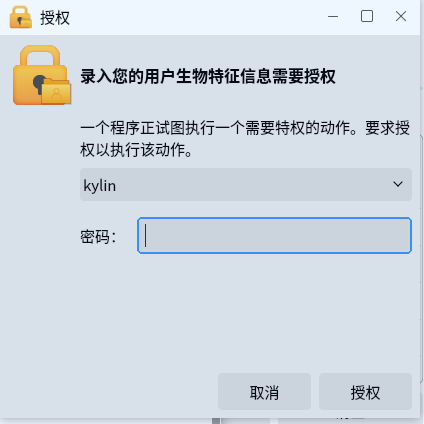 授权
录入您的用户生物特征信息需要授权
一个程序正试图执行一个需要特权的动作。要求授
权以执行该动作。
kylin
密码：
取消
授权